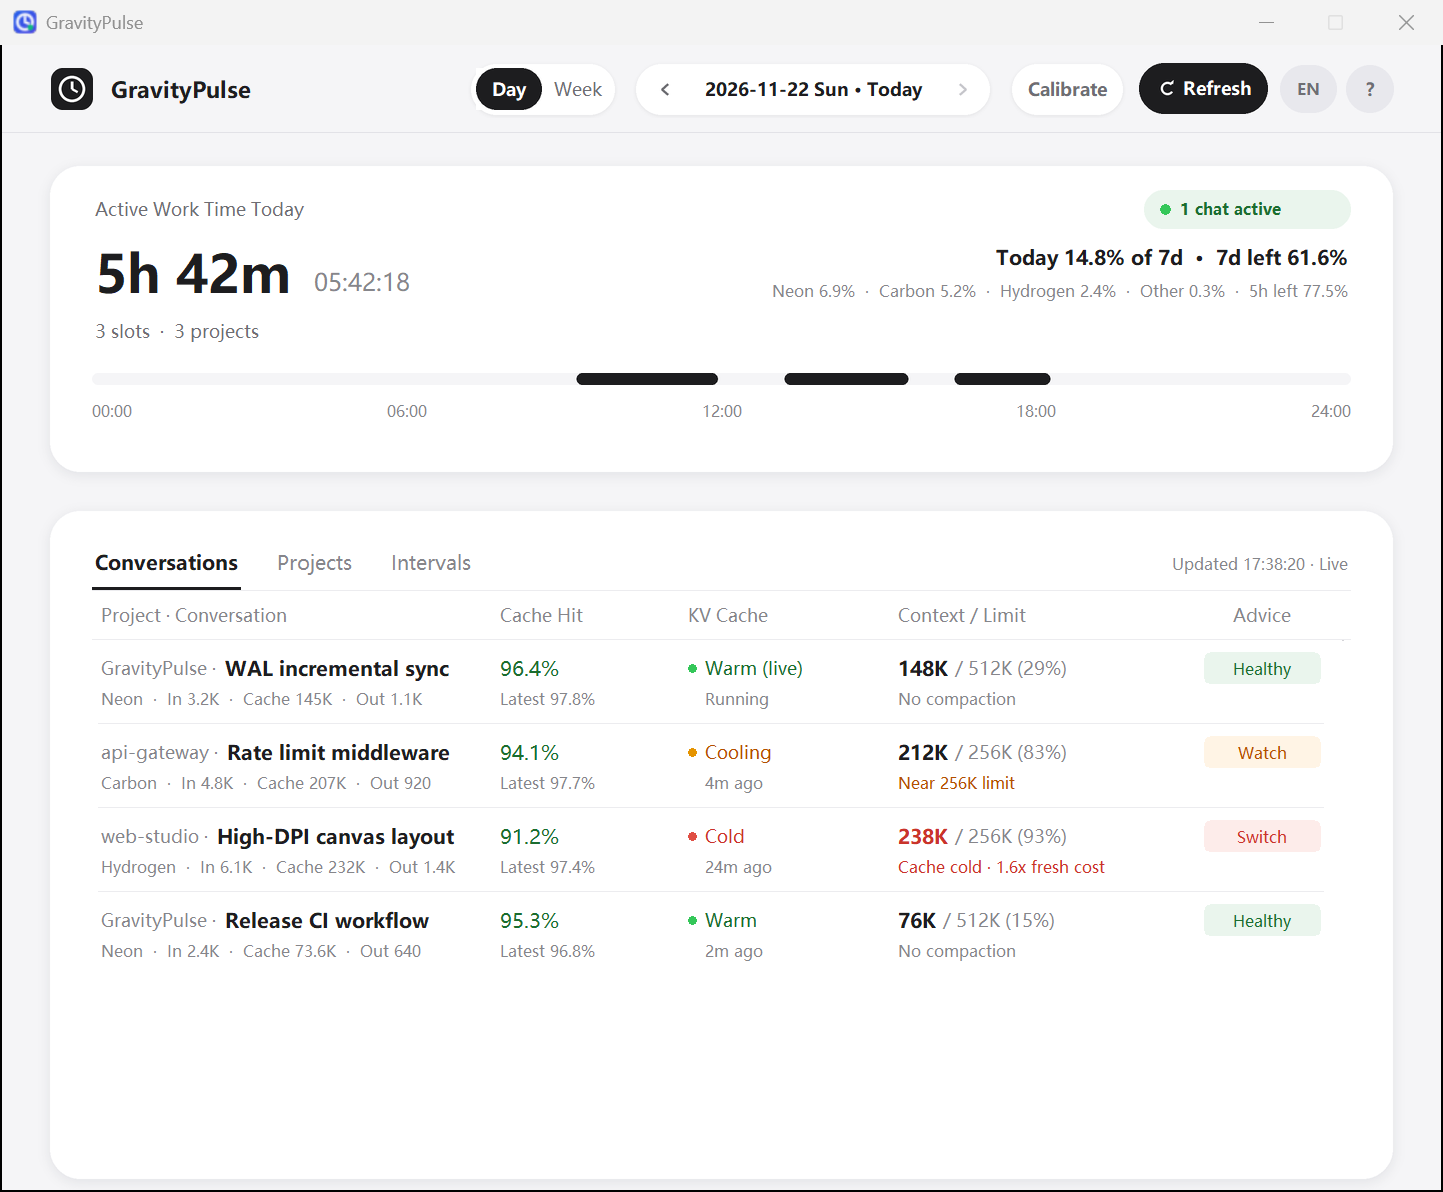 GravityPulse
GravityPulse
Day Week
2026-11-22 Sun • Today
Calibrate
Refresh
EN
?
Active Work Time Today
1 chat active
5h 42m 05:42:18
Today 14.8% of 7d • 7d left 61.6%
Neon 6.9% · Carbon 5.2% · Hydrogen 2.4% · Other 0.3% · 5h left 77.5%
3 slots · 3 projects
00:00 06:00 12:00 18:00 24:00
Conversations Projects Intervals
Updated 17:38:20 · Live
Project · Conversation Cache Hit KV Cache Context / Limit Advice
GravityPulse · WAL incremental sync 96.4% Warm (live) 148K / 512K (29%) Healthy
Neon · In 3.2K · Cache 145K · Out 1.1K Latest 97.8% Running No compaction
api-gateway · Rate limit middleware 94.1% Cooling 212K / 256K (83%) Watch
Carbon · In 4.8K · Cache 207K · Out 920 Latest 97.7% 4m ago Near 256K limit
web-studio · High-DPI canvas layout 91.2% Cold 238K / 256K (93%) Switch
Hydrogen · In 6.1K · Cache 232K · Out 1.4K Latest 97.4% 24m ago Cache cold · 1.6x fresh cost
GravityPulse · Release CI workflow 95.3% Warm 76K / 512K (15%) Healthy
Neon · In 2.4K · Cache 73.6K · Out 640 Latest 96.8% 2m ago No compaction